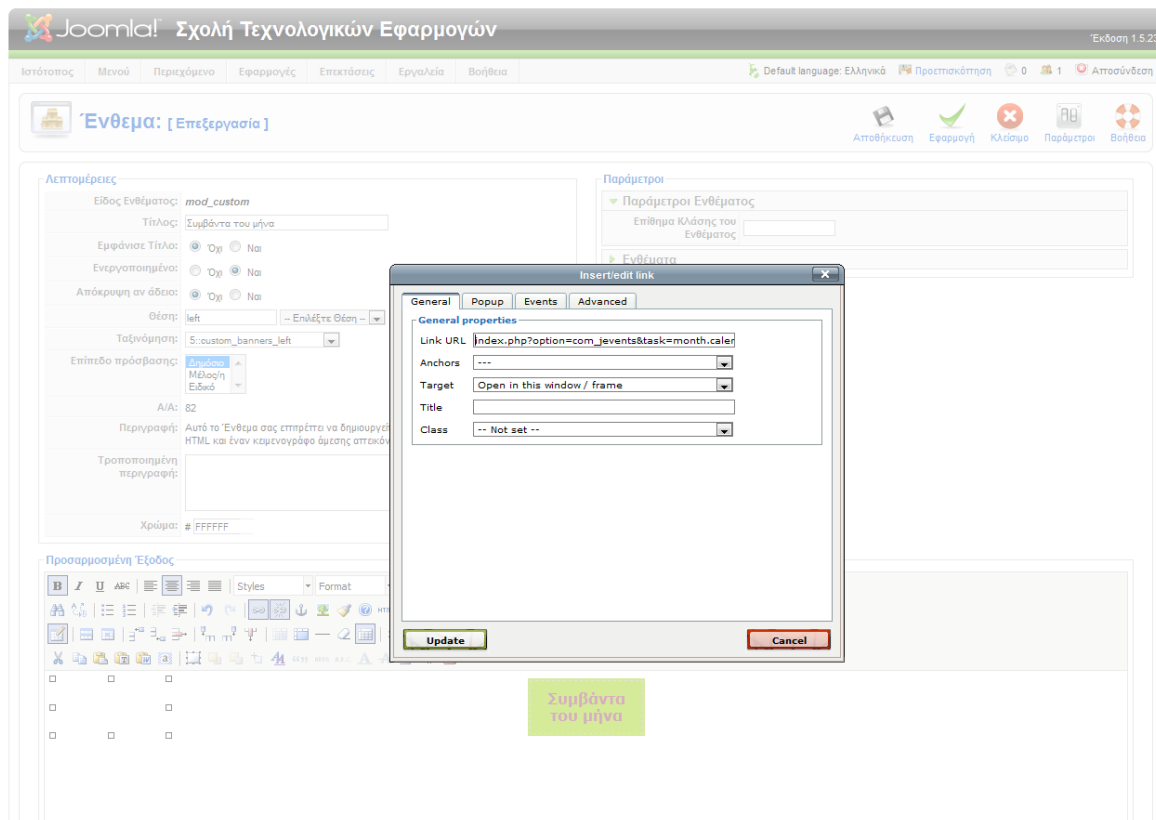 Joomla! Σχολή Τεχνολογικών Εφαρμογών
Έκδοση 1.5.23
Ιστότοπος Μενού Περιεχόμενο Εφαρμογές Επεκτάσεις Εργαλεία Βοήθεια
Default language: Ελληνικά Προεπισκόπηση 0 1 Αποσύνδεση
Ένθεμα: [ Επεξεργασία ]
Αποθήκευση Εφαρμογή Κλείσιμο Παράμετροι Βοήθεια
Λεπτομέρειες
Είδος Ενθέματος: mod_custom
Τίτλος: Συμβάντα του μήνα
Εμφάνισε Τίτλο: Όχι Ναι
Ενεργοποιημένο: Όχι Ναι
Απόκρυψη αν άδειο: Όχι Ναι
Θέση: left -- Επιλέξτε Θέση --
Ταξινόμηση: 5::custom_banners_left
Επίπεδο πρόσβασης: Δημόσιο
Μέλος/η
Ειδικό
Α/Α: 82
Περιγραφή: Αυτό το Ένθεμα σας επιτρέπει να
HTML και έναν κειμενογράφο άμεσης
Τροποποιημένη
περιγραφή:
Χρώμα: # FFFFFF
Παράμετροι
Παράμετροι Ενθέματος
Επίθημα Κλάσης του
Ενθέματος
Ενθέματα
Insert/edit link
General Popup Events Advanced
General properties
Link URL index.php?option=com_jevents&task=month.caler
Anchors ---
Target Open in this window / frame
Title
Class -- Not set --
Update Cancel
Προσαρμοσμένη Έξοδος
B I U ABC Styles Format
Συμβάντα
του μήνα